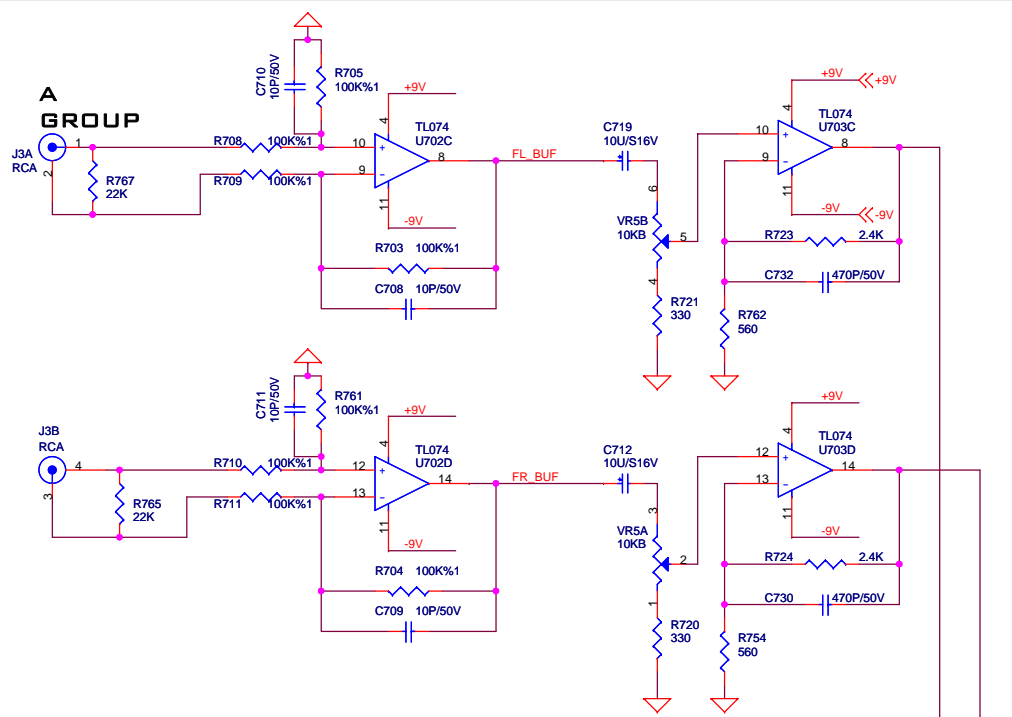 A
GROUP
J3A
RCA
1
2
R767
22K
R708
100K%1
R709
100K%1
C710
10P/50V
R705
100K%1
+9V
4
10
9
TL074
U702C
8
11
-9V
R703
100K%1
C708
10P/50V
FL_BUF
C719
10U/S16V
6
VR5B
10KB
5
4
R721
330
+9V
+9V
4
10
9
TL074
U703C
8
11
-9V
-9V
R723
2.4K
C732
470P/50V
R762
560
J3B
RCA
4
3
R765
22K
R710
100K%1
R711
100K%1
C711
10P/50V
R761
100K%1
+9V
4
12
13
TL074
U702D
14
11
-9V
R704
100K%1
C709
10P/50V
FR_BUF
C712
10U/S16V
3
VR5A
10KB
2
1
R720
330
+9V
4
12
13
TL074
U703D
14
11
-9V
R724
2.4K
C730
470P/50V
R754
560